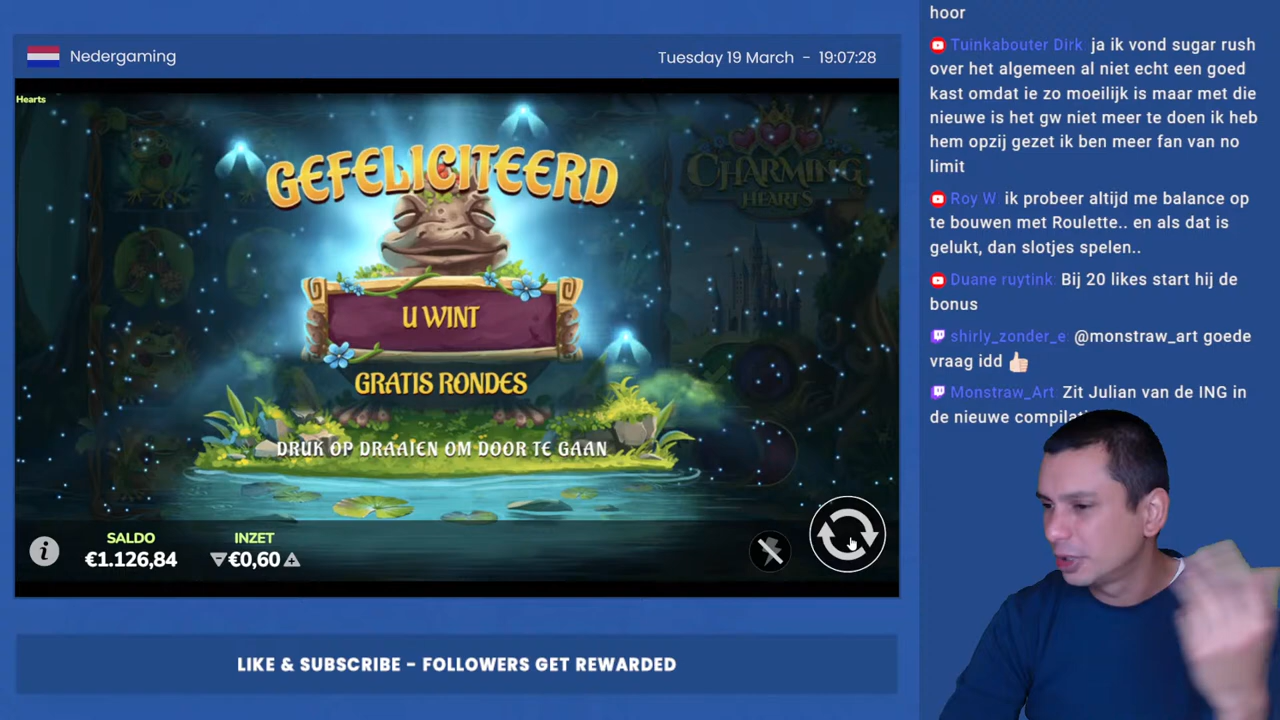 Nedergaming
Tuesday 19 March - 19:07:28
Hearts
GEFELICITEERD
CHARMING
HEARTS
U WINT
GRATIS RONDES
DRUK OP DRAAIEN OM DOOR TE GAAN
SALDO
€1.126,84
INZET
€0,60
LIKE & SUBSCRIBE - FOLLOWERS GET REWARDED
hoor
Tuinkabouter Dirk: ja ik vond sugar rush
over het algemeen al niet echt een goed
kast omdat ie zo moeilijk is maar met die
nieuwe is het gw niet meer te doen ik heb
hem opzij gezet ik ben meer fan van no
limit
Roy W: ik probeer altijd me balance op
te bouwen met Roulette.. en als dat is
gelukt, dan slotjes spelen..
Duane ruytink: Bij 20 likes start hij de
bonus
shirly_zonder_e: @monstraw_art goede
vraag idd
Monstraw_Art: Zit Julian van de ING in
de nieuwe